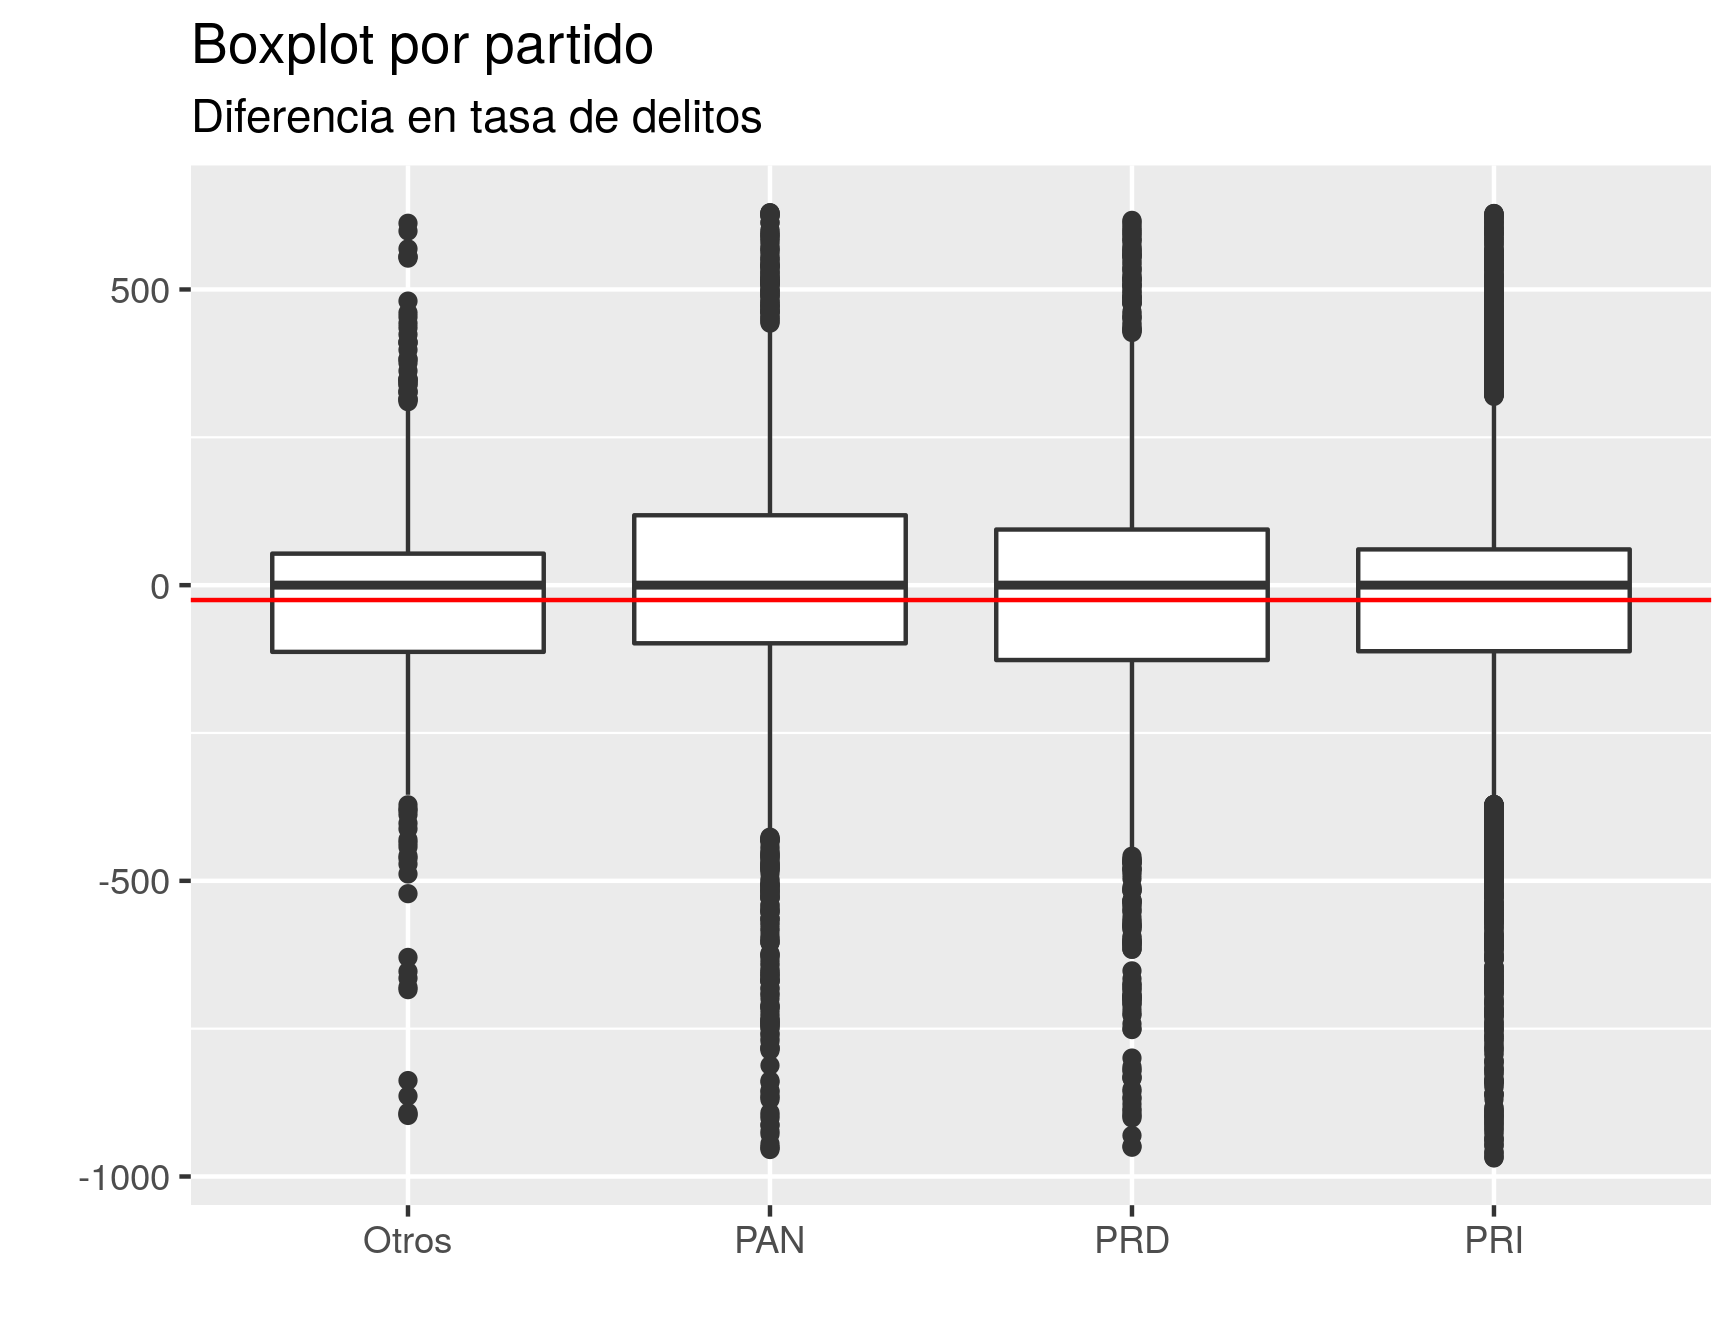 Boxplot por partido
Diferencia en tasa de delitos
500
0
-500
-1000
Otros PAN PRD PRI